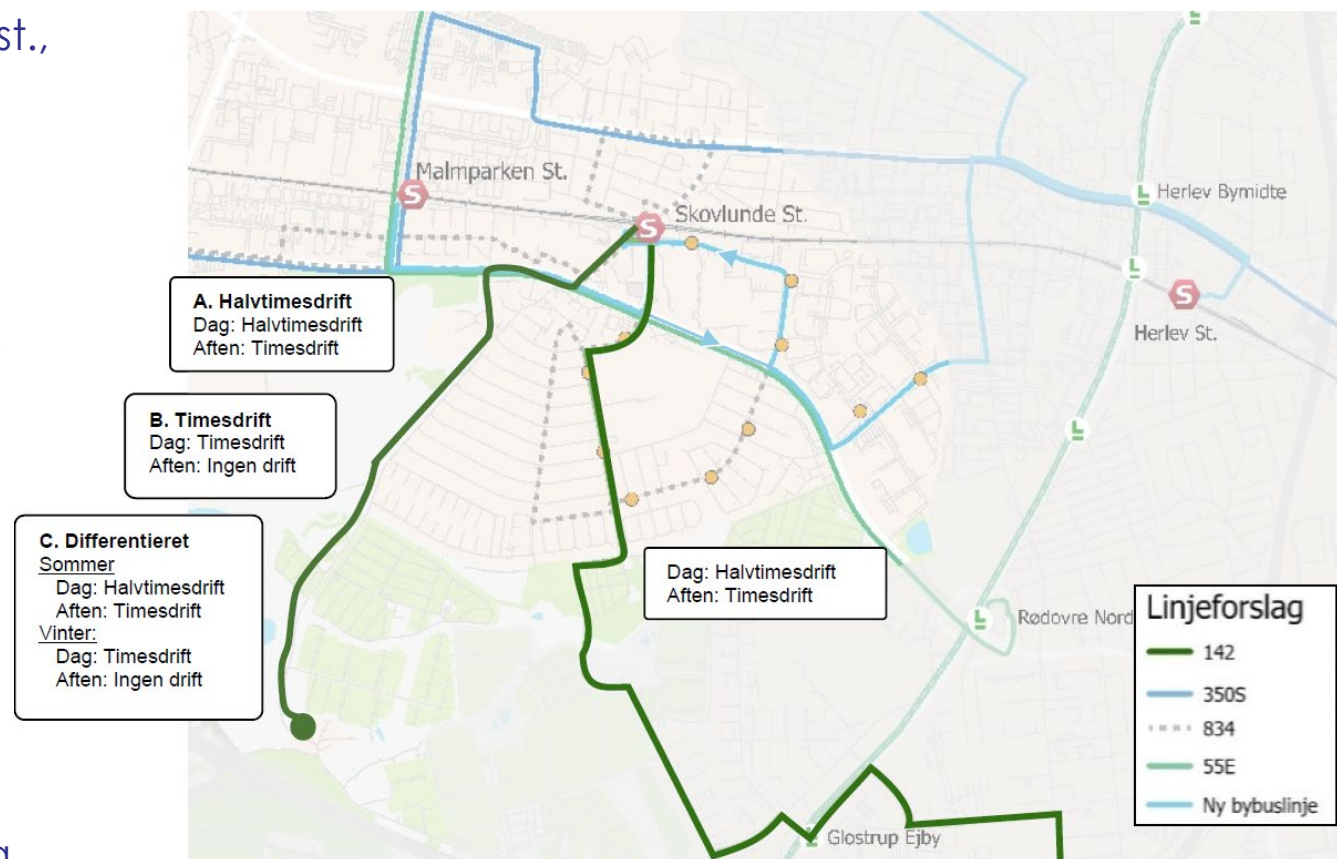 st.,
Malmparken St.
S
Skovlunde St.
S
L
L
Herlev Bymidte
L
S
Herlev St.
L
A. Halvtimesdrift
Dag: Halvtimesdrift
Aften: Timesdrift
B. Timesdrift
Dag: Timesdrift
Aften: Ingen drift
C. Differentieret
Sommer
Dag: Halvtimesdrift
Aften: Timesdrift
Vinter:
Dag: Timesdrift
Aften: Ingen drift
Dag: Halvtimesdrift
Aften: Timesdrift
L
Rødovre Nord
L
Glostrup Ejby
Linjeforslag
142
350S
834
55E
Ny bybuslinje